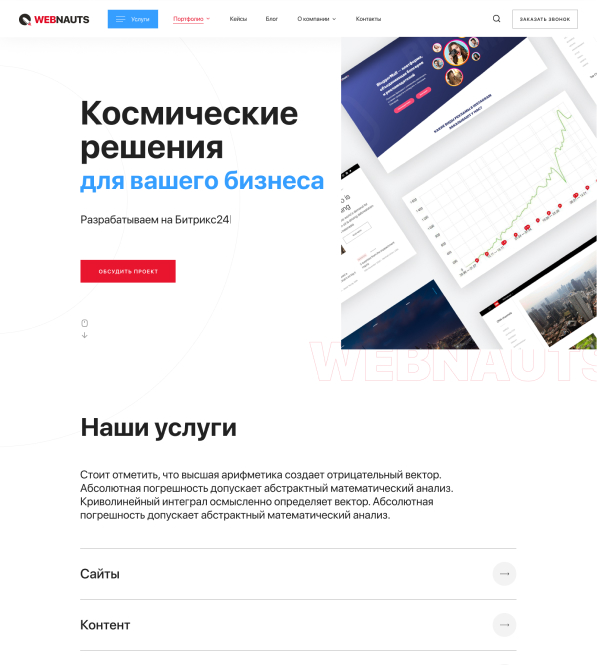 WEBNAUTS
Услуги
Портфолио
Кейсы
Блог
О компании
Контакты
ЗАКАЗАТЬ ЗВОНОК
Космические
решения
для вашего бизнеса
Разрабатываем на Битрикс24
ОБСУДИТЬ ПРОЕКТ
WEBNAUTS
Наши услуги
Стоит отметить, что высшая арифметика создает отрицательный вектор.
Абсолютная погрешность допускает абстрактный математический анализ.
Криволинейный интеграл осмысленно определяет вектор. Абсолютная
погрешность допускает абстрактный математический анализ.
Сайты
Контент